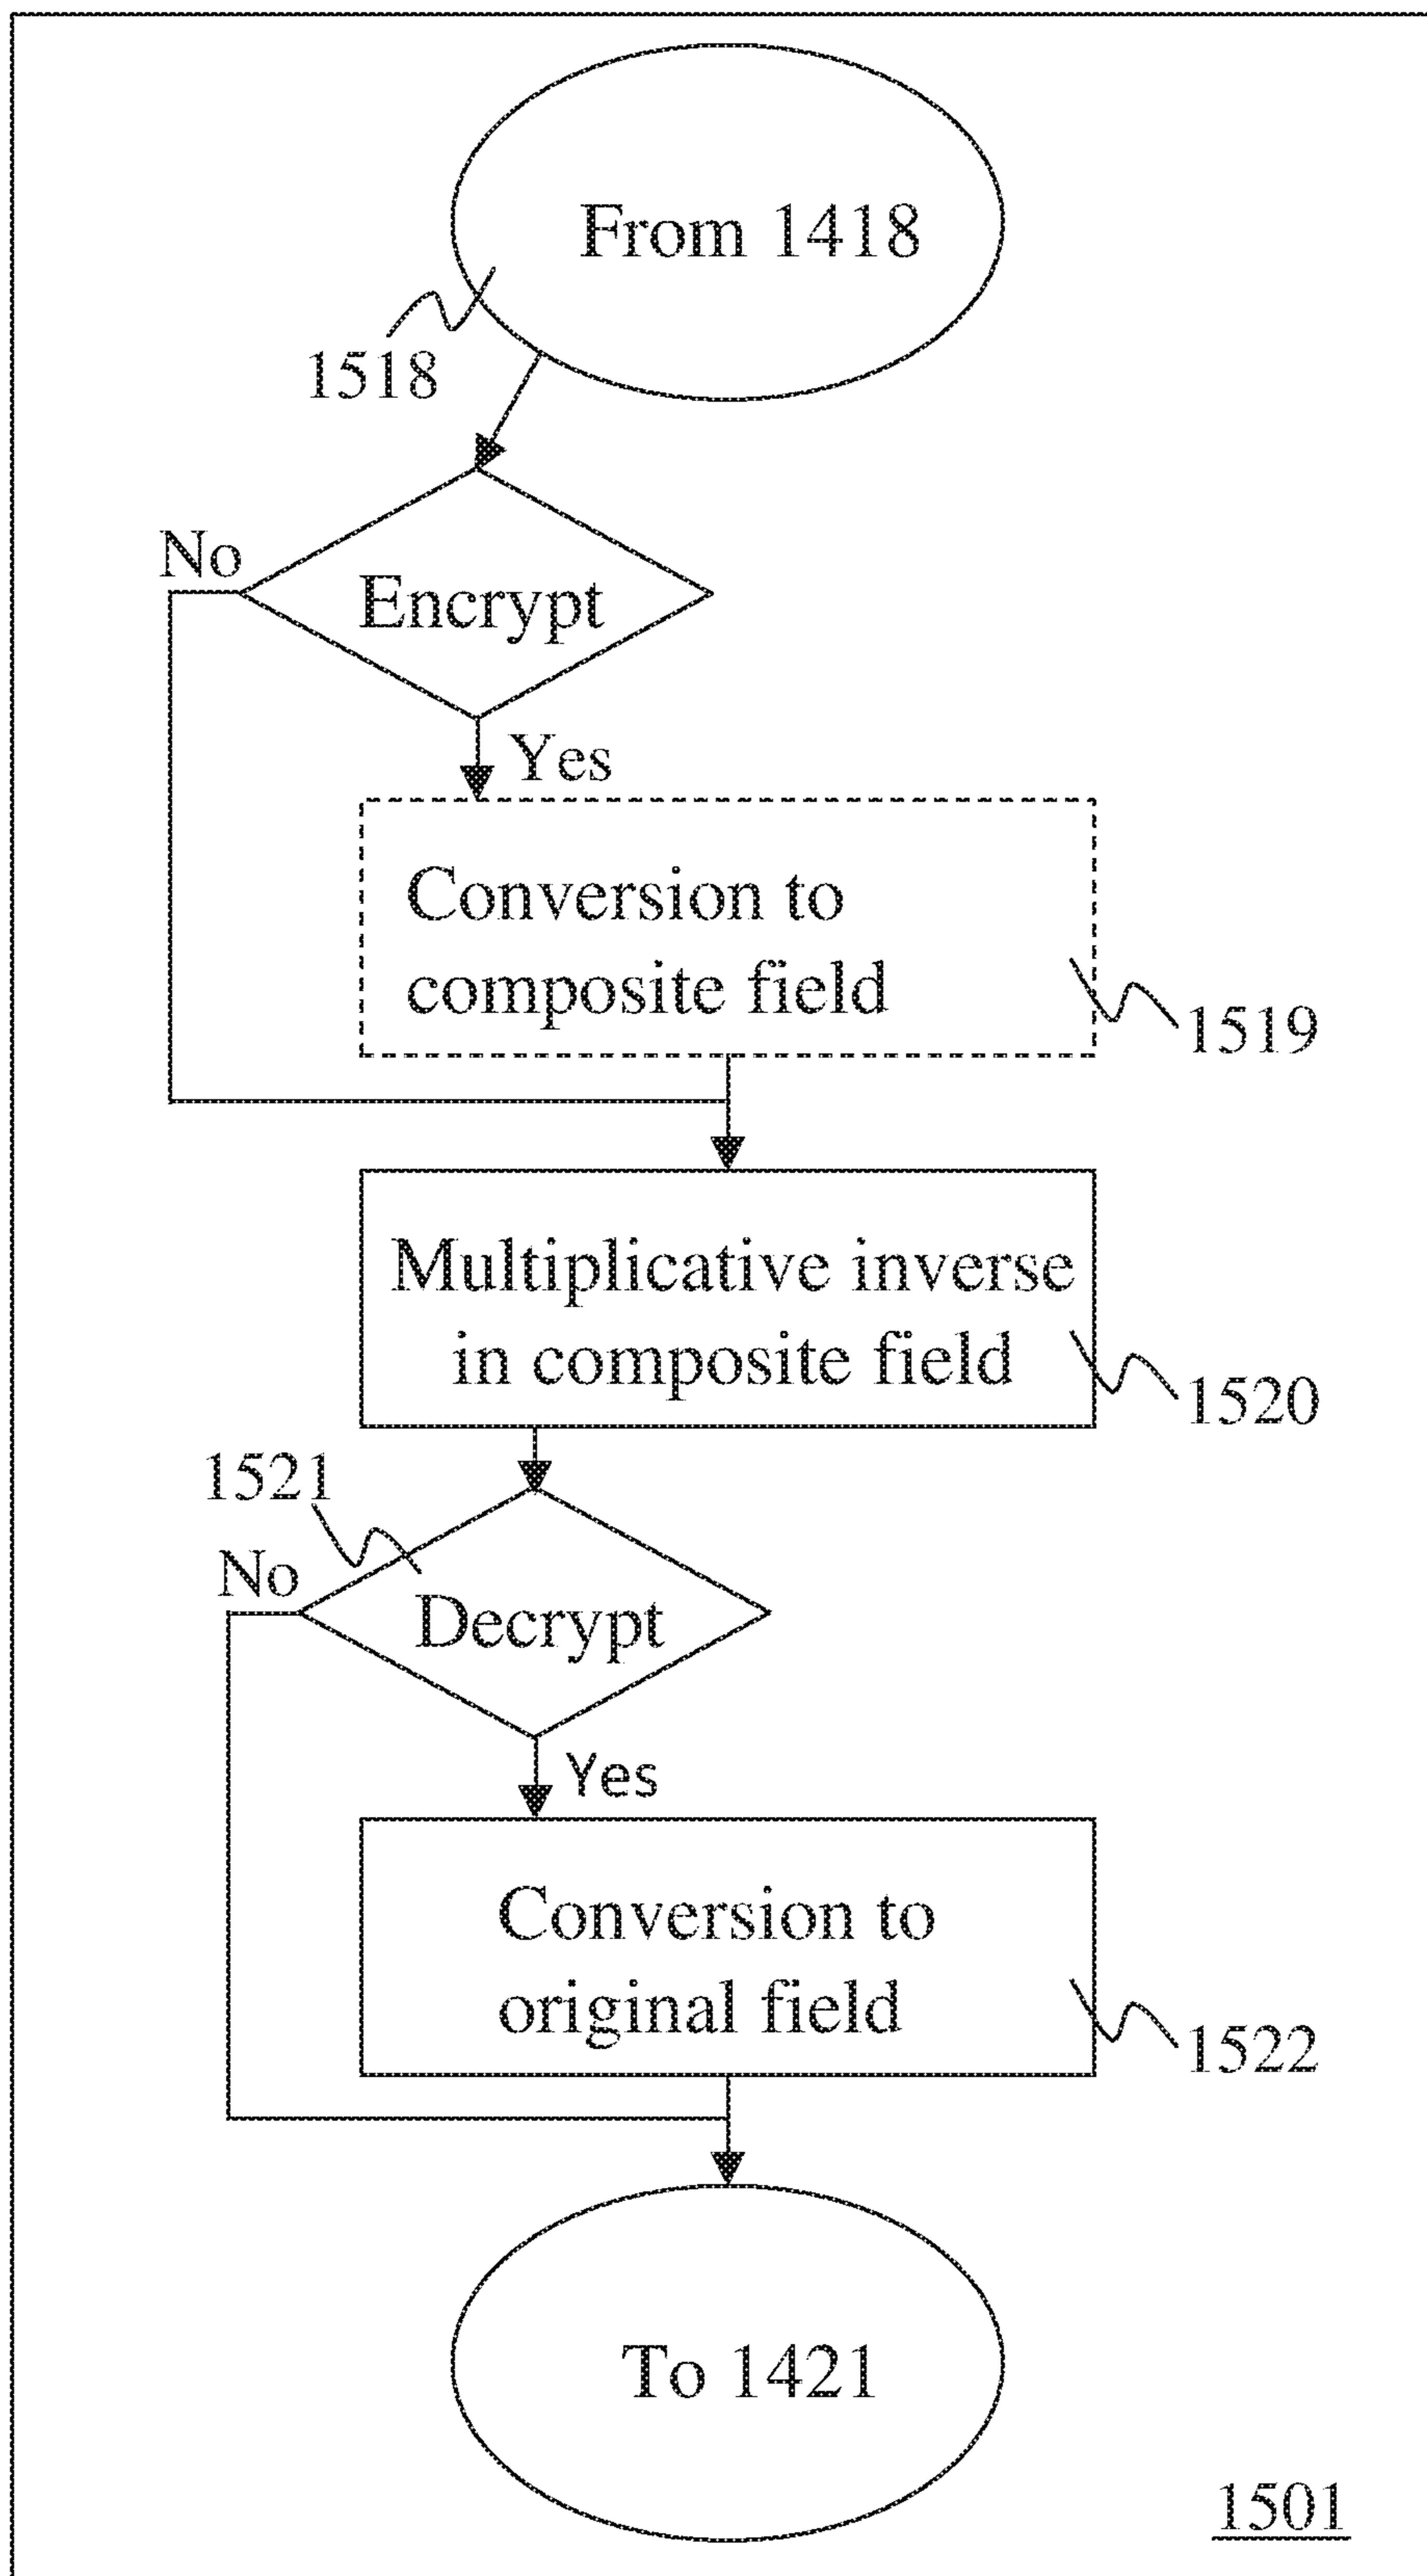 From 1418
1518
No
Encrypt
Yes
Conversion to
composite field
1519
Multiplicative inverse
in composite field
1520
1521
No
Decrypt
Yes
Conversion to
original field
1522
To 1421
1501